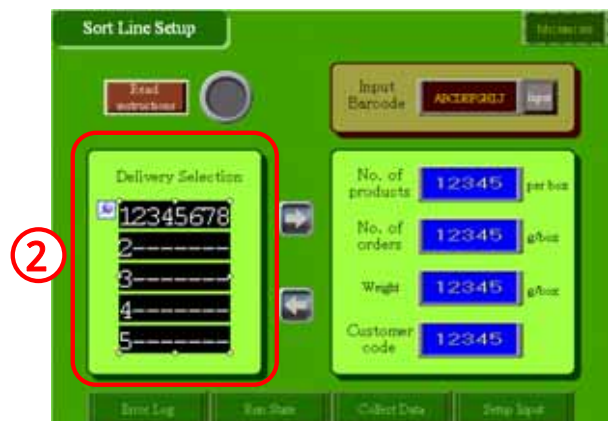 Sort Line Setup
Read
instructions
Input
Barcode
ABCDEFGHIJ
Input
Delivery Selection
12345678
2-------
3-------
4-------
5-------
2
No. of
products
12345
per box
No. of
orders
12345
g/box
Weight
12345
g/box
Customer
code
12345
Error Log
Run State
Collect Data
Setup Input